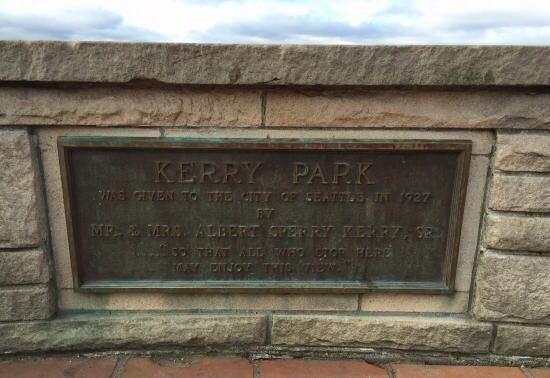 KERRY PARK
WAS GIVEN TO THE CITY OF SEATTLE IN 1927
BY
MR. & MRS. ALBERT SPERRY KERRY, SR.
....."SO THAT ALL WHO STOP HERE
MAY ENJOY THIS VIEW."